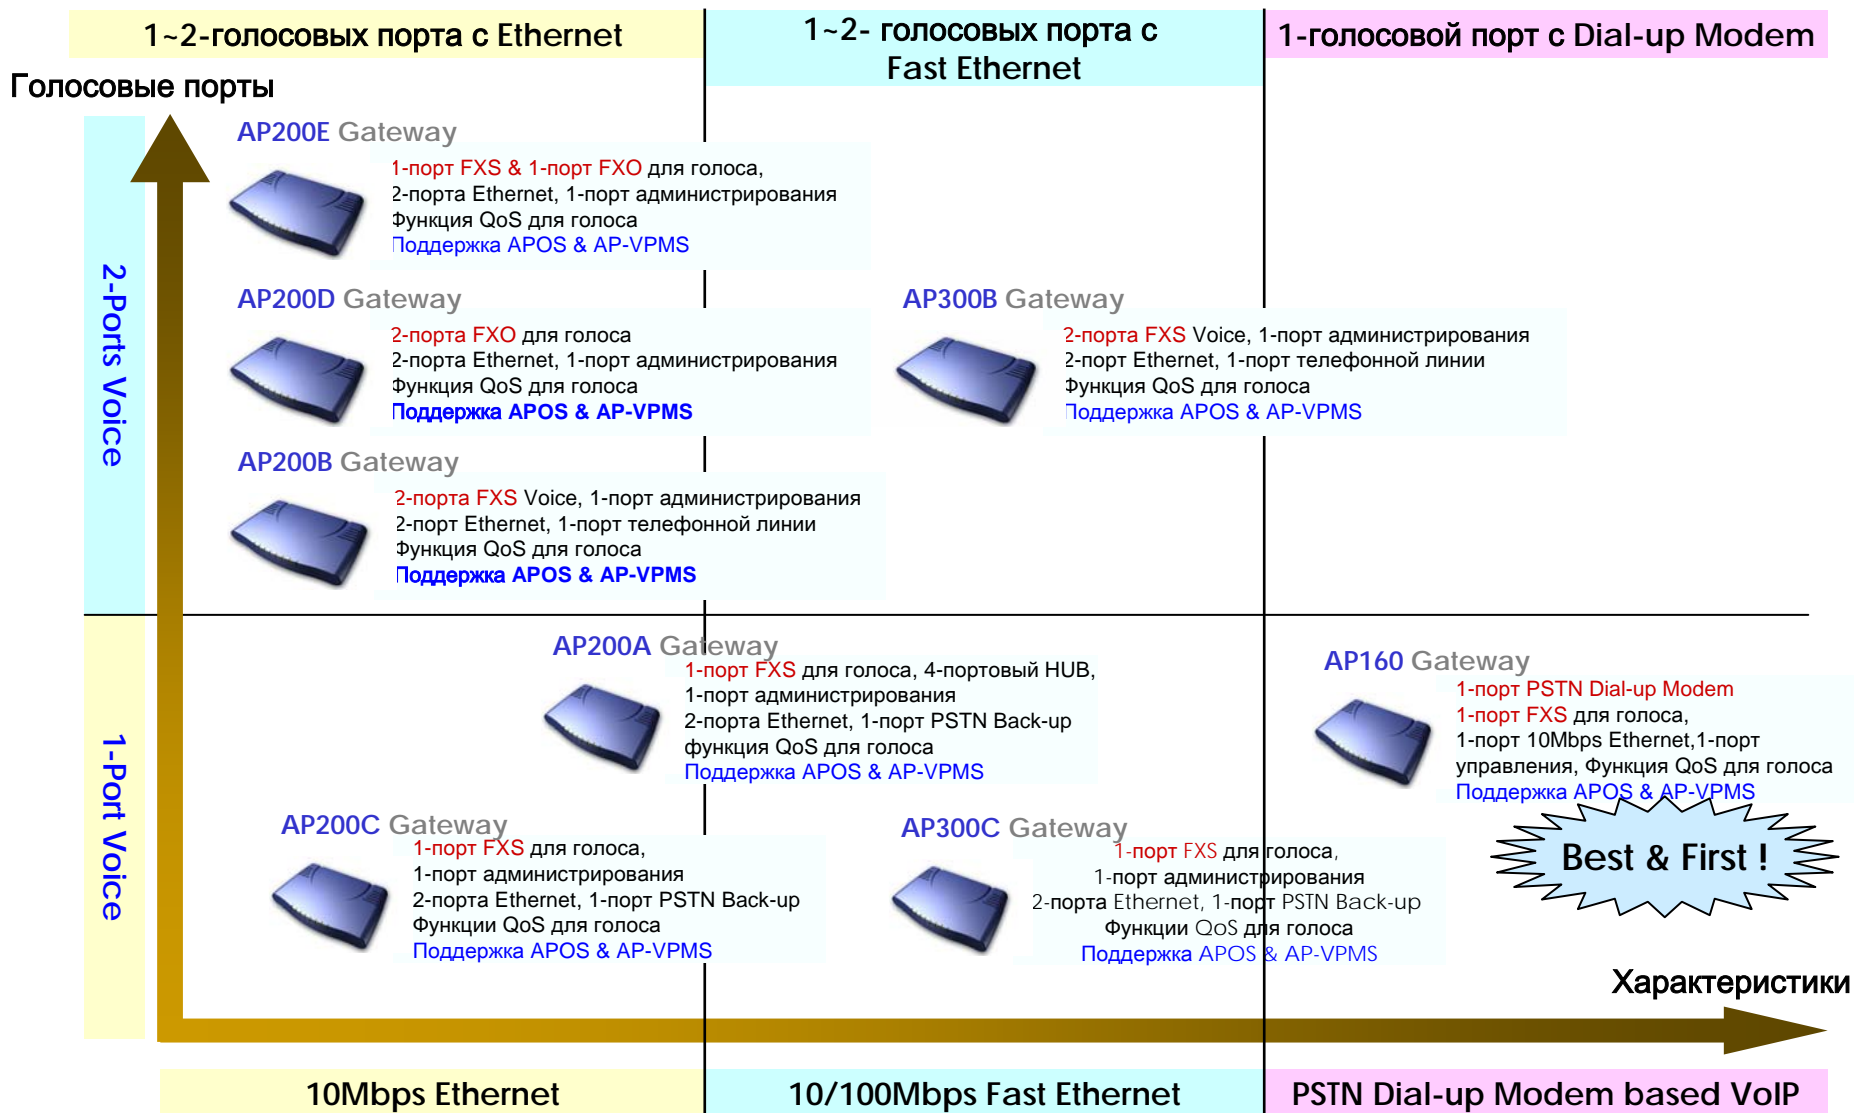 1~2-голосовых порта с Ethernet
1~2- голосовых порта с
Fast Ethernet
1-голосовой порт с Dial-up Modem
Голосовые порты
2-Ports Voice
AP200E Gateway
1-порт FXS & 1-порт FXO для голоса,
2-порта Ethernet, 1-порт администрирования
Функция QoS для голоса
Поддержка APOS & AP-VPMS
AP200D Gateway
2-порта FXO для голоса
2-порта Ethernet, 1-порт администрирования
Функция QoS для голоса
Поддержка APOS & AP-VPMS
AP300B Gateway
2-порта FXS Voice, 1-порт администрирования
2-порт Ethernet, 1-порт телефонной линии
Функция QoS для голоса
Поддержка APOS & AP-VPMS
AP200B Gateway
2-порта FXS Voice, 1-порт администрирования
2-порт Ethernet, 1-порт телефонной линии
Функция QoS для голоса
Поддержка APOS & AP-VPMS
1-Port Voice
AP200A Gateway
1-порт FXS для голоса, 4-портовый HUB,
1-порт администрирования
2-порта Ethernet, 1-порт PSTN Back-up
функция QoS для голоса
Поддержка APOS & AP-VPMS
AP160 Gateway
1-порт PSTN Dial-up Modem
1-порт FXS для голоса,
1-порт 10Mbps Ethernet,1-порт
управления, Функция QoS для голоса
Поддержка APOS & AP-VPMS
Best & First !
AP200C Gateway
1-порт FXS для голоса,
1-порт администрирования
2-порта Ethernet, 1-порт PSTN Back-up
Функции QoS для голоса
Поддержка APOS & AP-VPMS
AP300C Gateway
1-порт FXS для голоса,
1-порт администрирования
2-порта Ethernet, 1-порт PSTN Back-up
Функции QoS для голоса
Поддержка APOS & AP-VPMS
Характеристики
10Mbps Ethernet
10/100Mbps Fast Ethernet
PSTN Dial-up Modem based VoIP